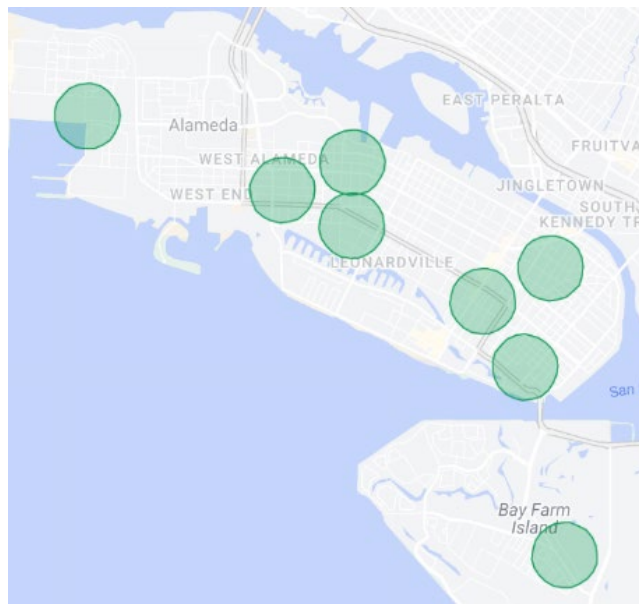 EAST PERALTA
Alameda
FRUITVA
WEST ALAMEDA
JINGLETOWN
WEST END
SOUTH
KENNEDY TR
LEONARDVILLE
San
Bay Farm
Island